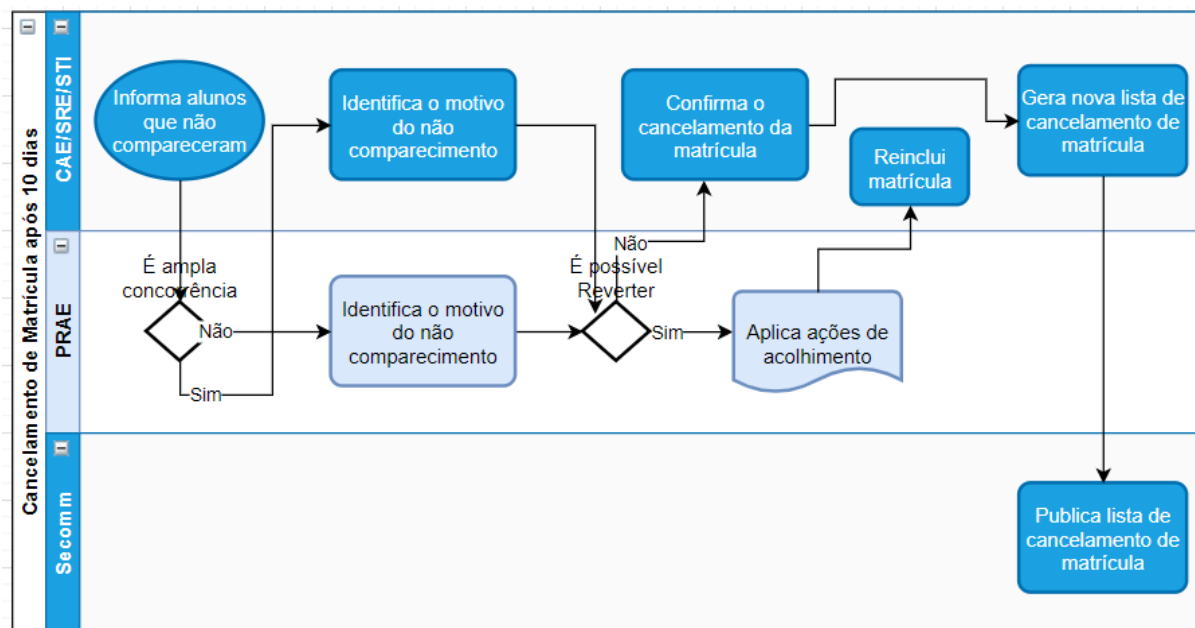 Cancelamento de Matrícula após 10 dias
CAE/SRE/STI
Informa alunos
que não
compareceram
Identifica o motivo
do não
comparecimento
Confirma o
cancelamento da
matrícula
Reinclui
matrícula
Gera nova lista de
cancelamento de
matrícula
PRAE
É ampla
concorrência
Não
Sim
Identifica o motivo
do não
comparecimento
Não
É possível
Reverter
Sim
Aplica ações de
acolhimento
Secomm
Publica lista de
cancelamento de
matrícula